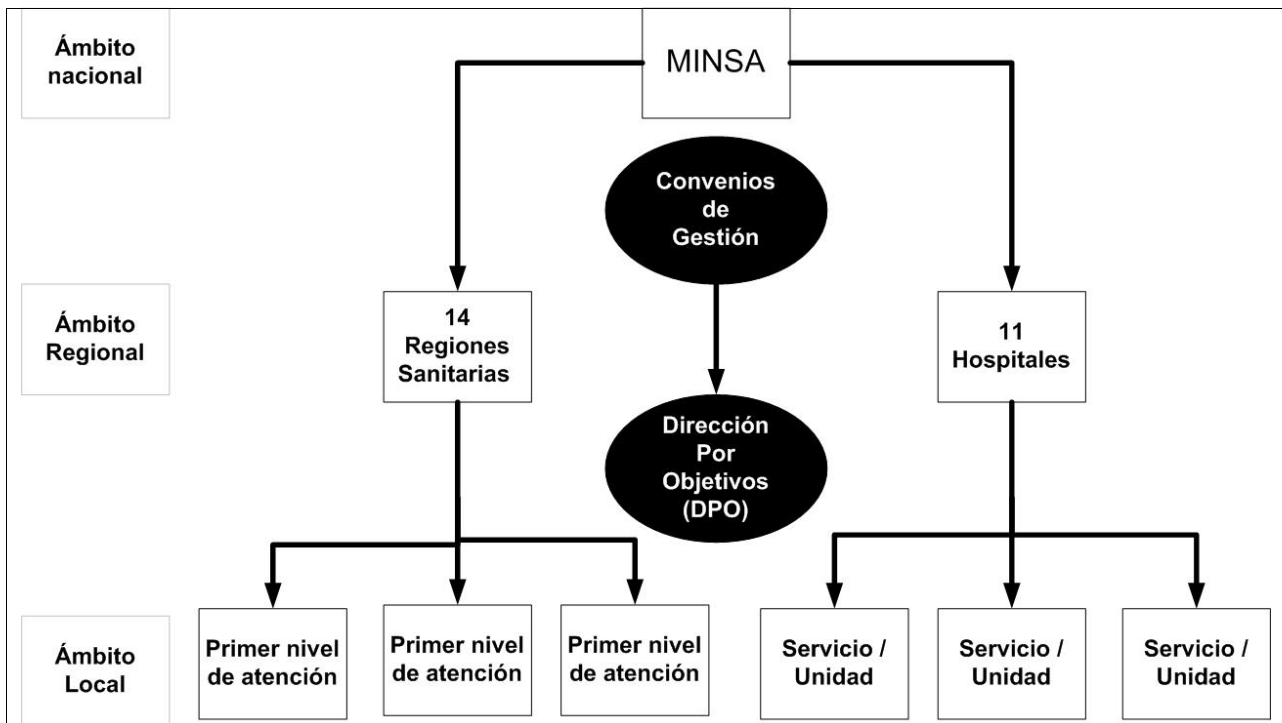 Ámbito
nacional
MINSA
Convenios
de
Gestión
Ámbito
Regional
14
Regiones
Sanitarias
11
Hospitales
Dirección
Por
Objetivos
(DPO)
Ámbito
Local
Primer nivel
de atención
Primer nivel
de atención
Primer nivel
de atención
Servicio /
Unidad
Servicio /
Unidad
Servicio /
Unidad